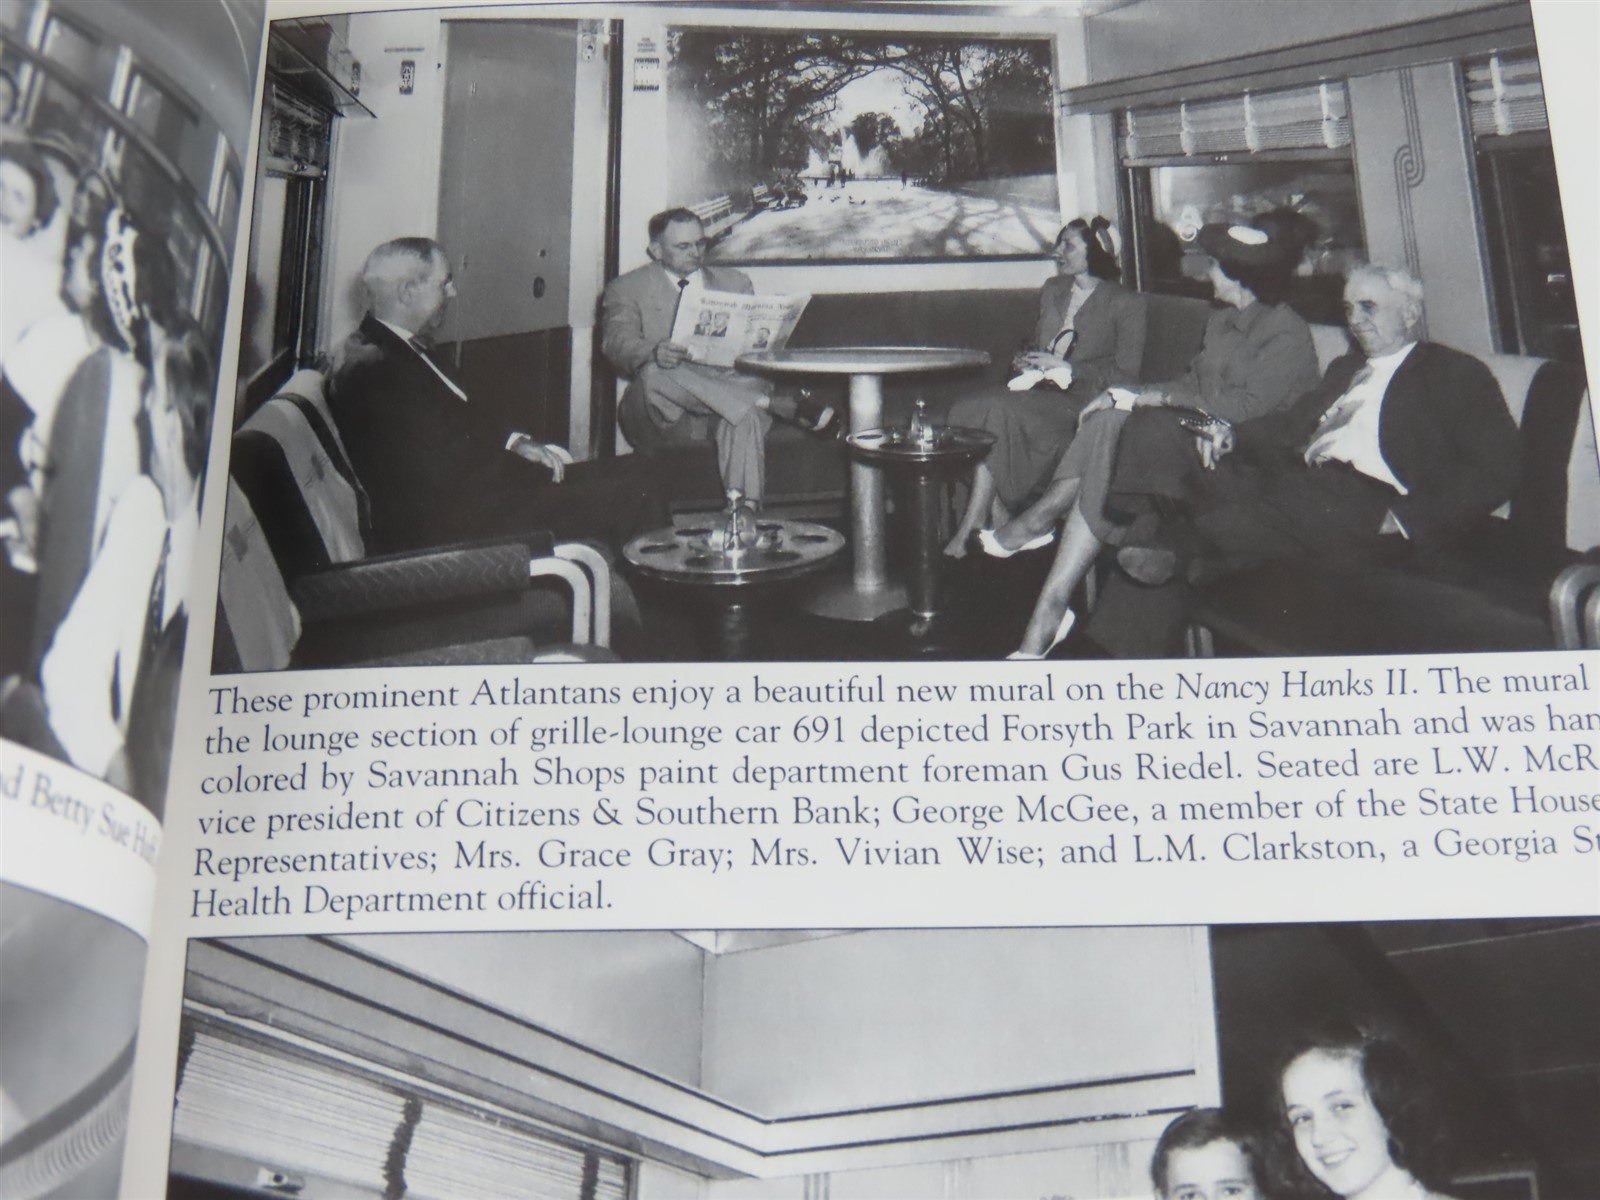 Savannah Morning News
These prominent Atlantans enjoy a beautiful new mural on the Nancy Hanks II. The mural
the lounge section of grille-lounge car 691 depicted Forsyth Park in Savannah and was han
colored by Savannah Shops paint department foreman Gus Riedel. Seated are L.W. McR
vice president of Citizens & Southern Bank; George McGee, a member of the State House
Representatives; Mrs. Grace Gray; Mrs. Vivian Wise; and L.M. Clarkston, a Georgia St
Health Department official.
d Betty Sue